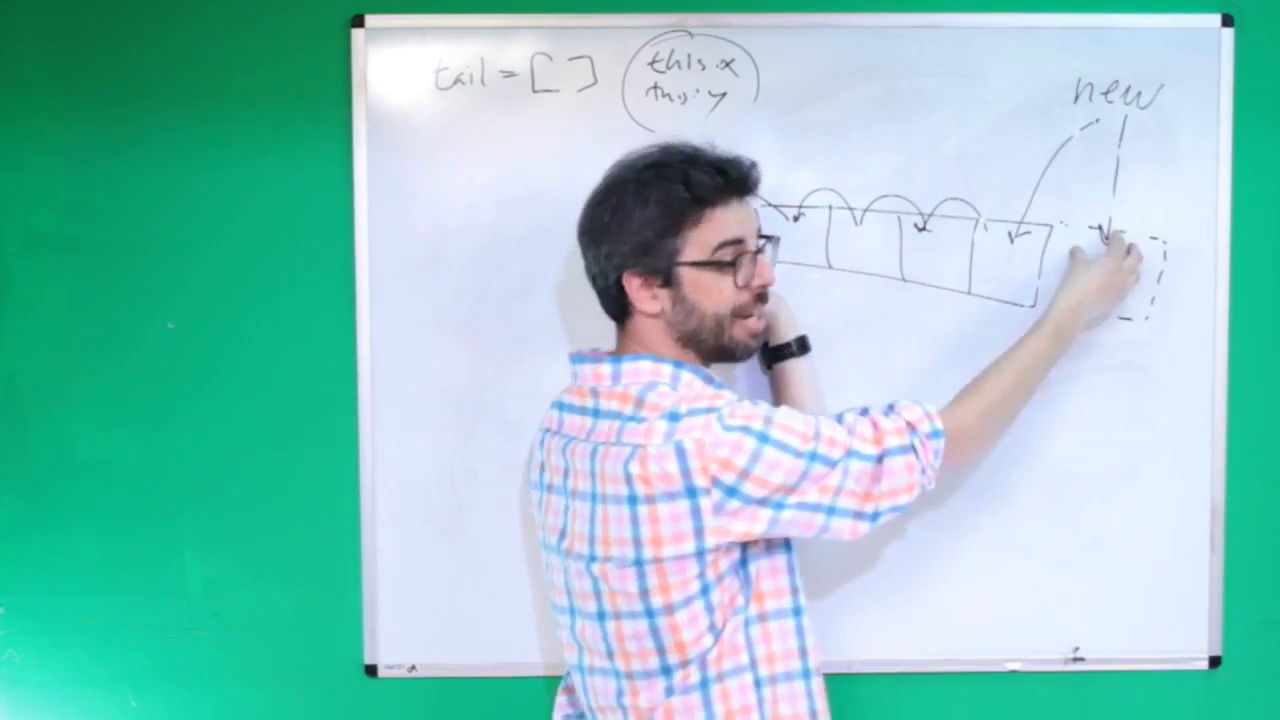 tail = [ ]
this.x
this.y
new